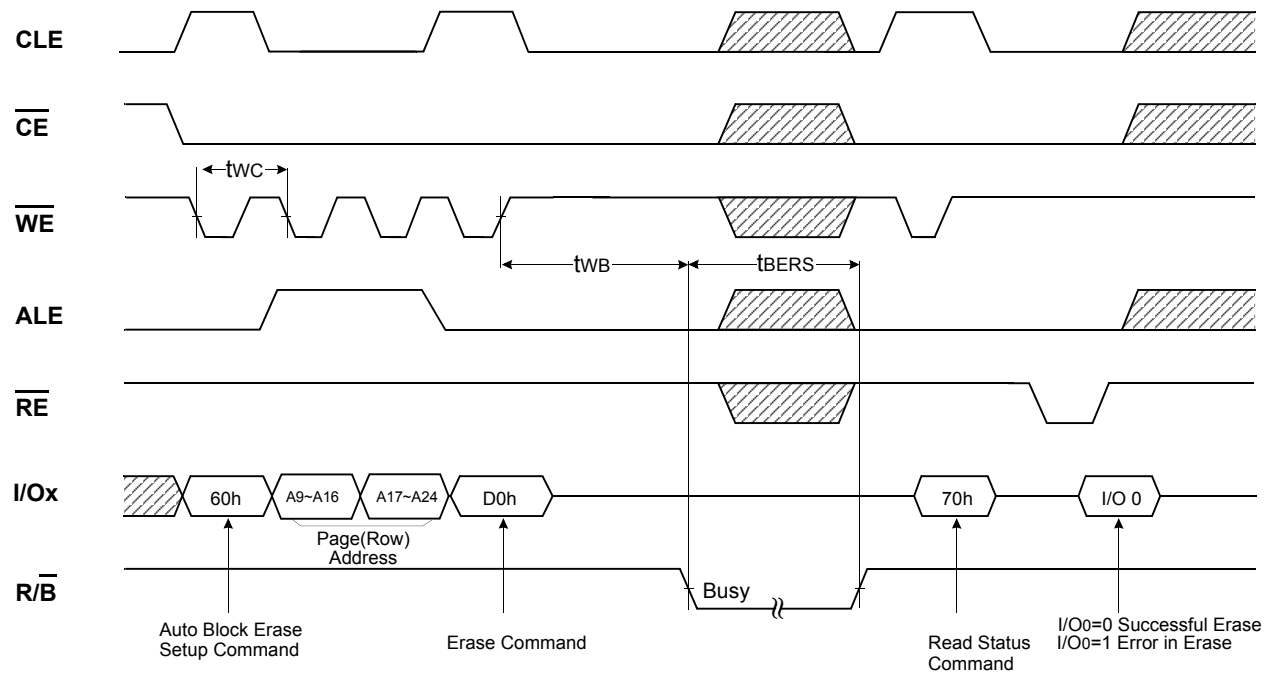 CLE
CE
tWC
WE
tWB
tBERS
ALE
RE
I/Ox
60h
A9~A16
A17~A24
D0h
70h
I/O 0
Page(Row)
Address
R/B
Busy
Auto Block Erase
Setup Command
Erase Command
Read Status
Command
I/O0=0 Successful Erase
I/O0=1 Error in Erase